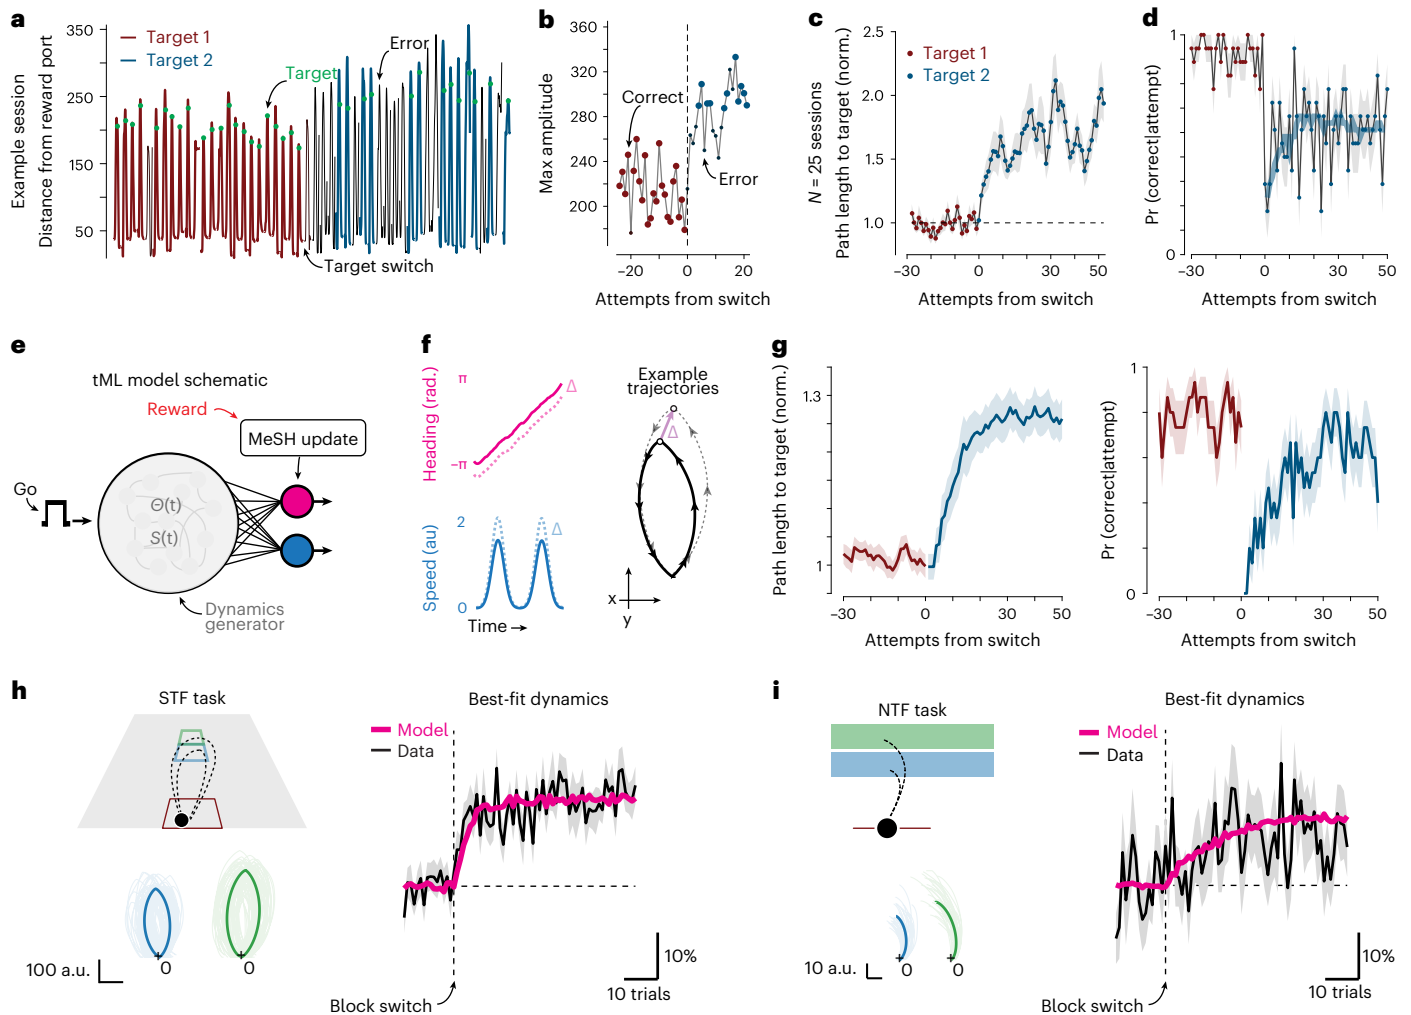 a
Example session
Distance from reward port
350
250
150
50
Target 1
Target 2
Target
Error
Target switch
b
Max amplitude
360
320
280
240
200
Correct
Error
−20
0
20
Attempts from switch
c
N = 25 sessions
Path length to target (norm.)
2.5
2.0
1.5
1.0
Target 1
Target 2
−30
0
30
50
Attempts from switch
d
Pr (correct|attempt)
1
0
−30
0
30
50
Attempts from switch
e
tML model schematic
Reward
MeSH update
Go
Θ(t)
S(t)
Dynamics
generator
f
Heading (rad.)
π
−π
Δ
Speed (au)
2
0
Δ
Time
Example
trajectories
Δ
x
y
g
Path length to target (norm.)
1.3
1
−30
0
30
50
Attempts from switch
Pr (correct|attempt)
1
0
−30
0
30
50
Attempts from switch
h
STF task
100 a.u.
0
0
Best-fit dynamics
Model
Data
Block switch
10%
10 trials
i
NTF task
10 a.u.
0
0
Best-fit dynamics
Model
Data
Block switch
10%
10 trials